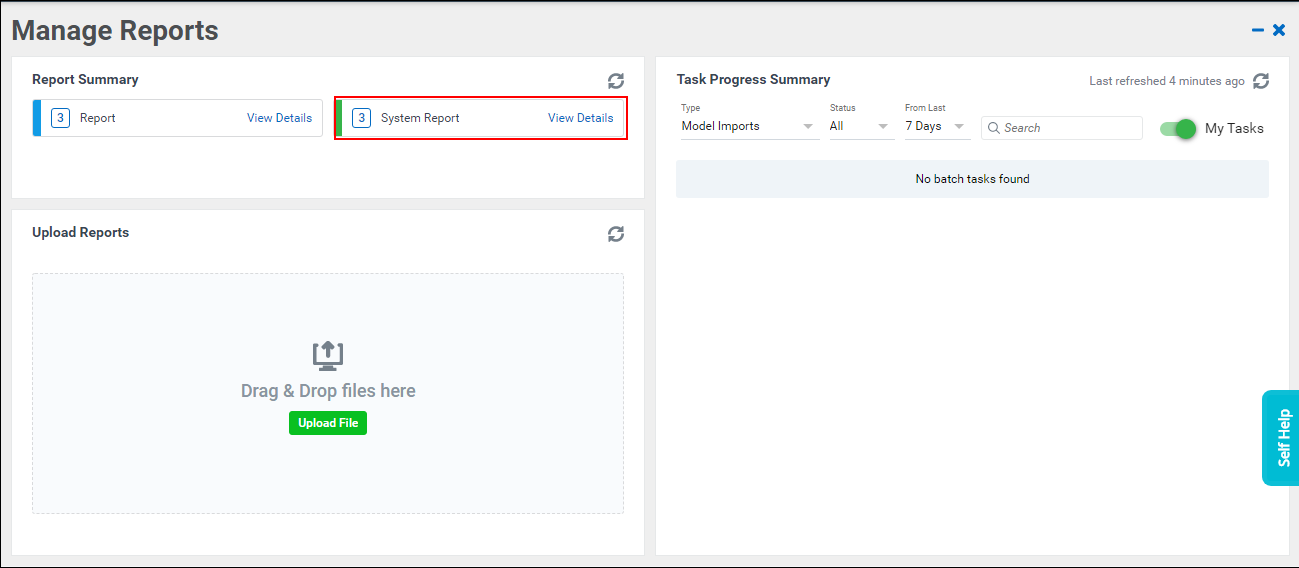 Manage Reports
Report Summary
3 Report View Details
3 System Report View Details
Upload Reports
Drag & Drop files here
Upload File
Task Progress Summary
Last refreshed 4 minutes ago
Type Status From Last
Model Imports All 7 Days Search My Tasks
No batch tasks found
Self Help